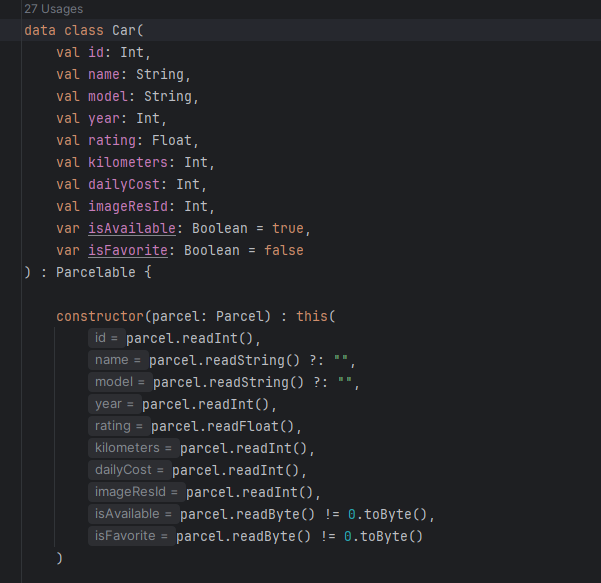 27 Usages
data class Car(
    val id: Int,
    val name: String,
    val model: String,
    val year: Int,
    val rating: Float,
    val kilometers: Int,
    val dailyCost: Int,
    val imageResId: Int,
    var isAvailable: Boolean = true,
    var isFavorite: Boolean = false
) : Parcelable {
    constructor(parcel: Parcel) : this(
        id = parcel.readInt(),
        name = parcel.readString() ?: "",
        model = parcel.readString() ?: "",
        year = parcel.readInt(),
        rating = parcel.readFloat(),
        kilometers = parcel.readInt(),
        dailyCost = parcel.readInt(),
        imageResId = parcel.readInt(),
        isAvailable = parcel.readByte() != 0.toByte(),
        isFavorite = parcel.readByte() != 0.toByte()
    )